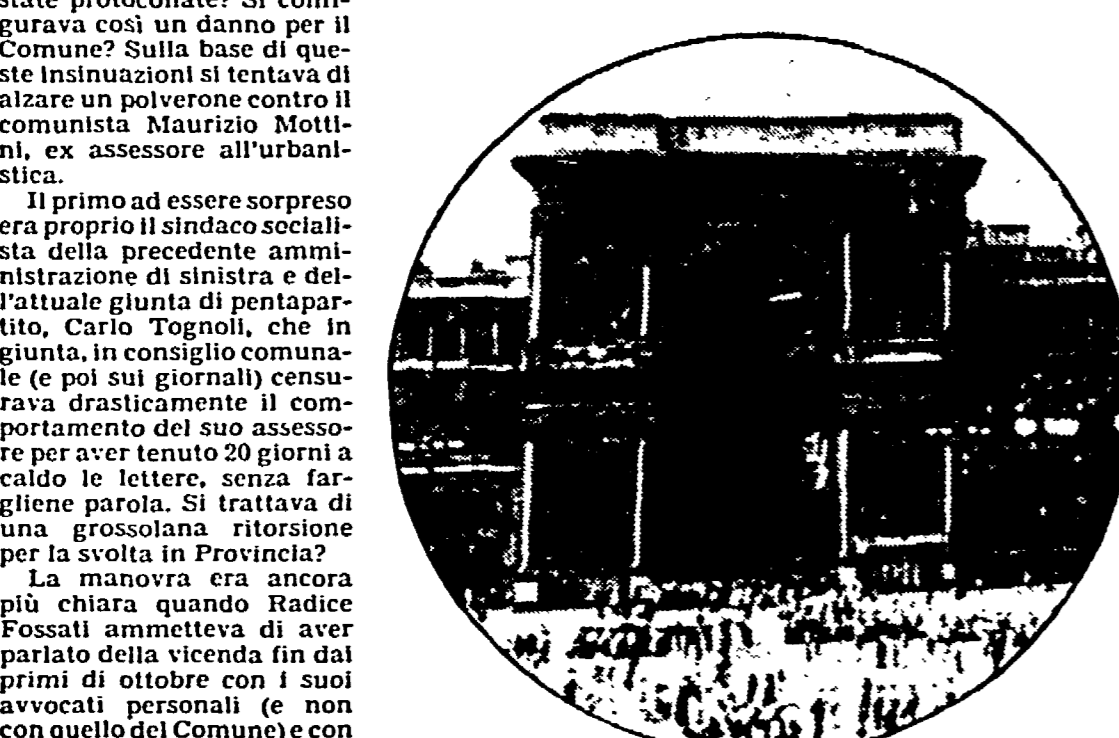 state protocollate? Si confi-
gurava così un danno per il
Comune? Sulla base di que-
ste insinuazioni si tentava di
alzare un polverone contro il
comunista Maurizio Motti-
ni, ex assessore all'urbani-
stica.
Il primo ad essere sorpreso
era proprio il sindaco sociali-
sta della precedente ammi-
nistrazione di sinistra e del-
l'attuale giunta di pentapar-
tito, Carlo Tognoli, che in
giunta, in consiglio comuna-
le (e poi sui giornali) censu-
rava drasticamente il com-
portamento del suo assesso-
re per aver tenuto 20 giorni a
caldo le lettere, senza far-
gliene parola. Si trattava di
una grossolana ritorsione
per la svolta in Provincia?
La manovra era ancora
più chiara quando Radice
Fossati ammetteva di aver
parlato della vicenda fin dai
primi di ottobre con i suoi
avvocati personali (e non
con quello del Comune) e con